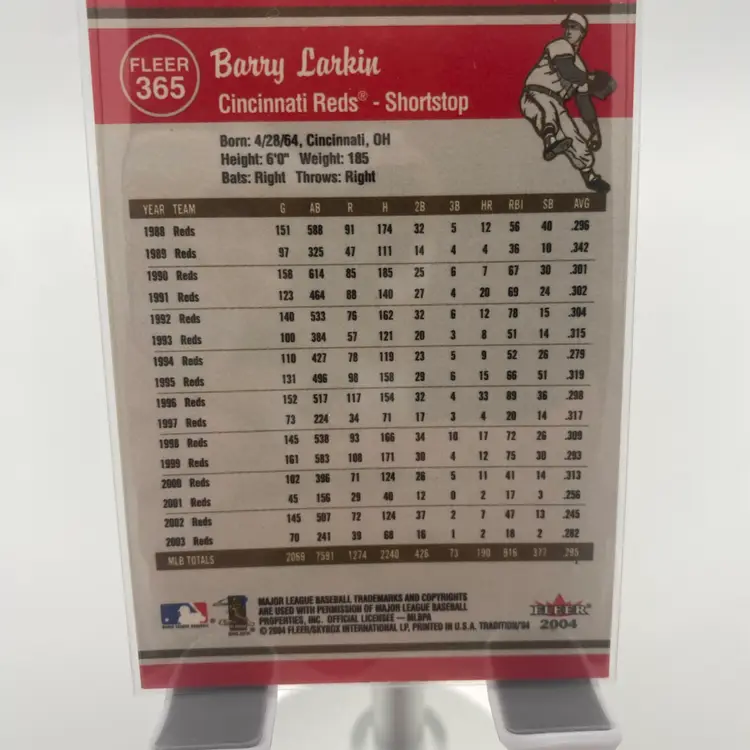 FLEER
365
Barry Larkin
Cincinnati Reds® - Shortstop
Born: 4/28/64, Cincinnati, OH
Height: 6'0" Weight: 185
Bats: Right Throws: Right
YEAR TEAM G AB R H 2B 3B HR RBI SB AVG
1988 Reds 151 588 91 174 32 5 12 56 40 .296
1989 Reds 97 325 47 111 14 4 4 36 10 .342
1990 Reds 158 614 85 185 25 6 7 67 30 .301
1991 Reds 123 464 88 140 27 4 20 69 24 .302
1992 Reds 140 533 76 162 32 6 12 78 15 .304
1993 Reds 100 384 57 121 20 3 8 51 14 .315
1994 Reds 110 427 78 119 23 5 9 52 26 .279
1995 Reds 131 496 98 158 29 6 15 66 51 .319
1996 Reds 152 517 117 154 32 4 33 89 36 .298
1997 Reds 73 224 34 71 17 3 4 20 14 .317
1998 Reds 145 538 93 166 34 10 17 72 26 .309
1999 Reds 161 583 108 171 30 4 12 75 30 .293
2000 Reds 102 396 71 124 26 5 11 41 14 .313
2001 Reds 45 156 29 40 12 0 2 17 3 .256
2002 Reds 145 507 72 124 37 2 7 47 13 .245
2003 Reds 70 241 39 68 16 1 2 18 2 .282
MLB TOTALS 2069 7591 1274 2240 426 73 190 916 377 .295
MAJOR LEAGUE BASEBALL TRADEMARKS AND COPYRIGHTS
ARE USED WITH PERMISSION OF MAJOR LEAGUE BASEBALL
PROPERTIES, INC. OFFICIAL LICENSEE — MLBPA
© 2004 FLEER/SKYBOX INTERNATIONAL LP, PRINTED IN U.S.A. TRADITION/'04
FLEER
2004